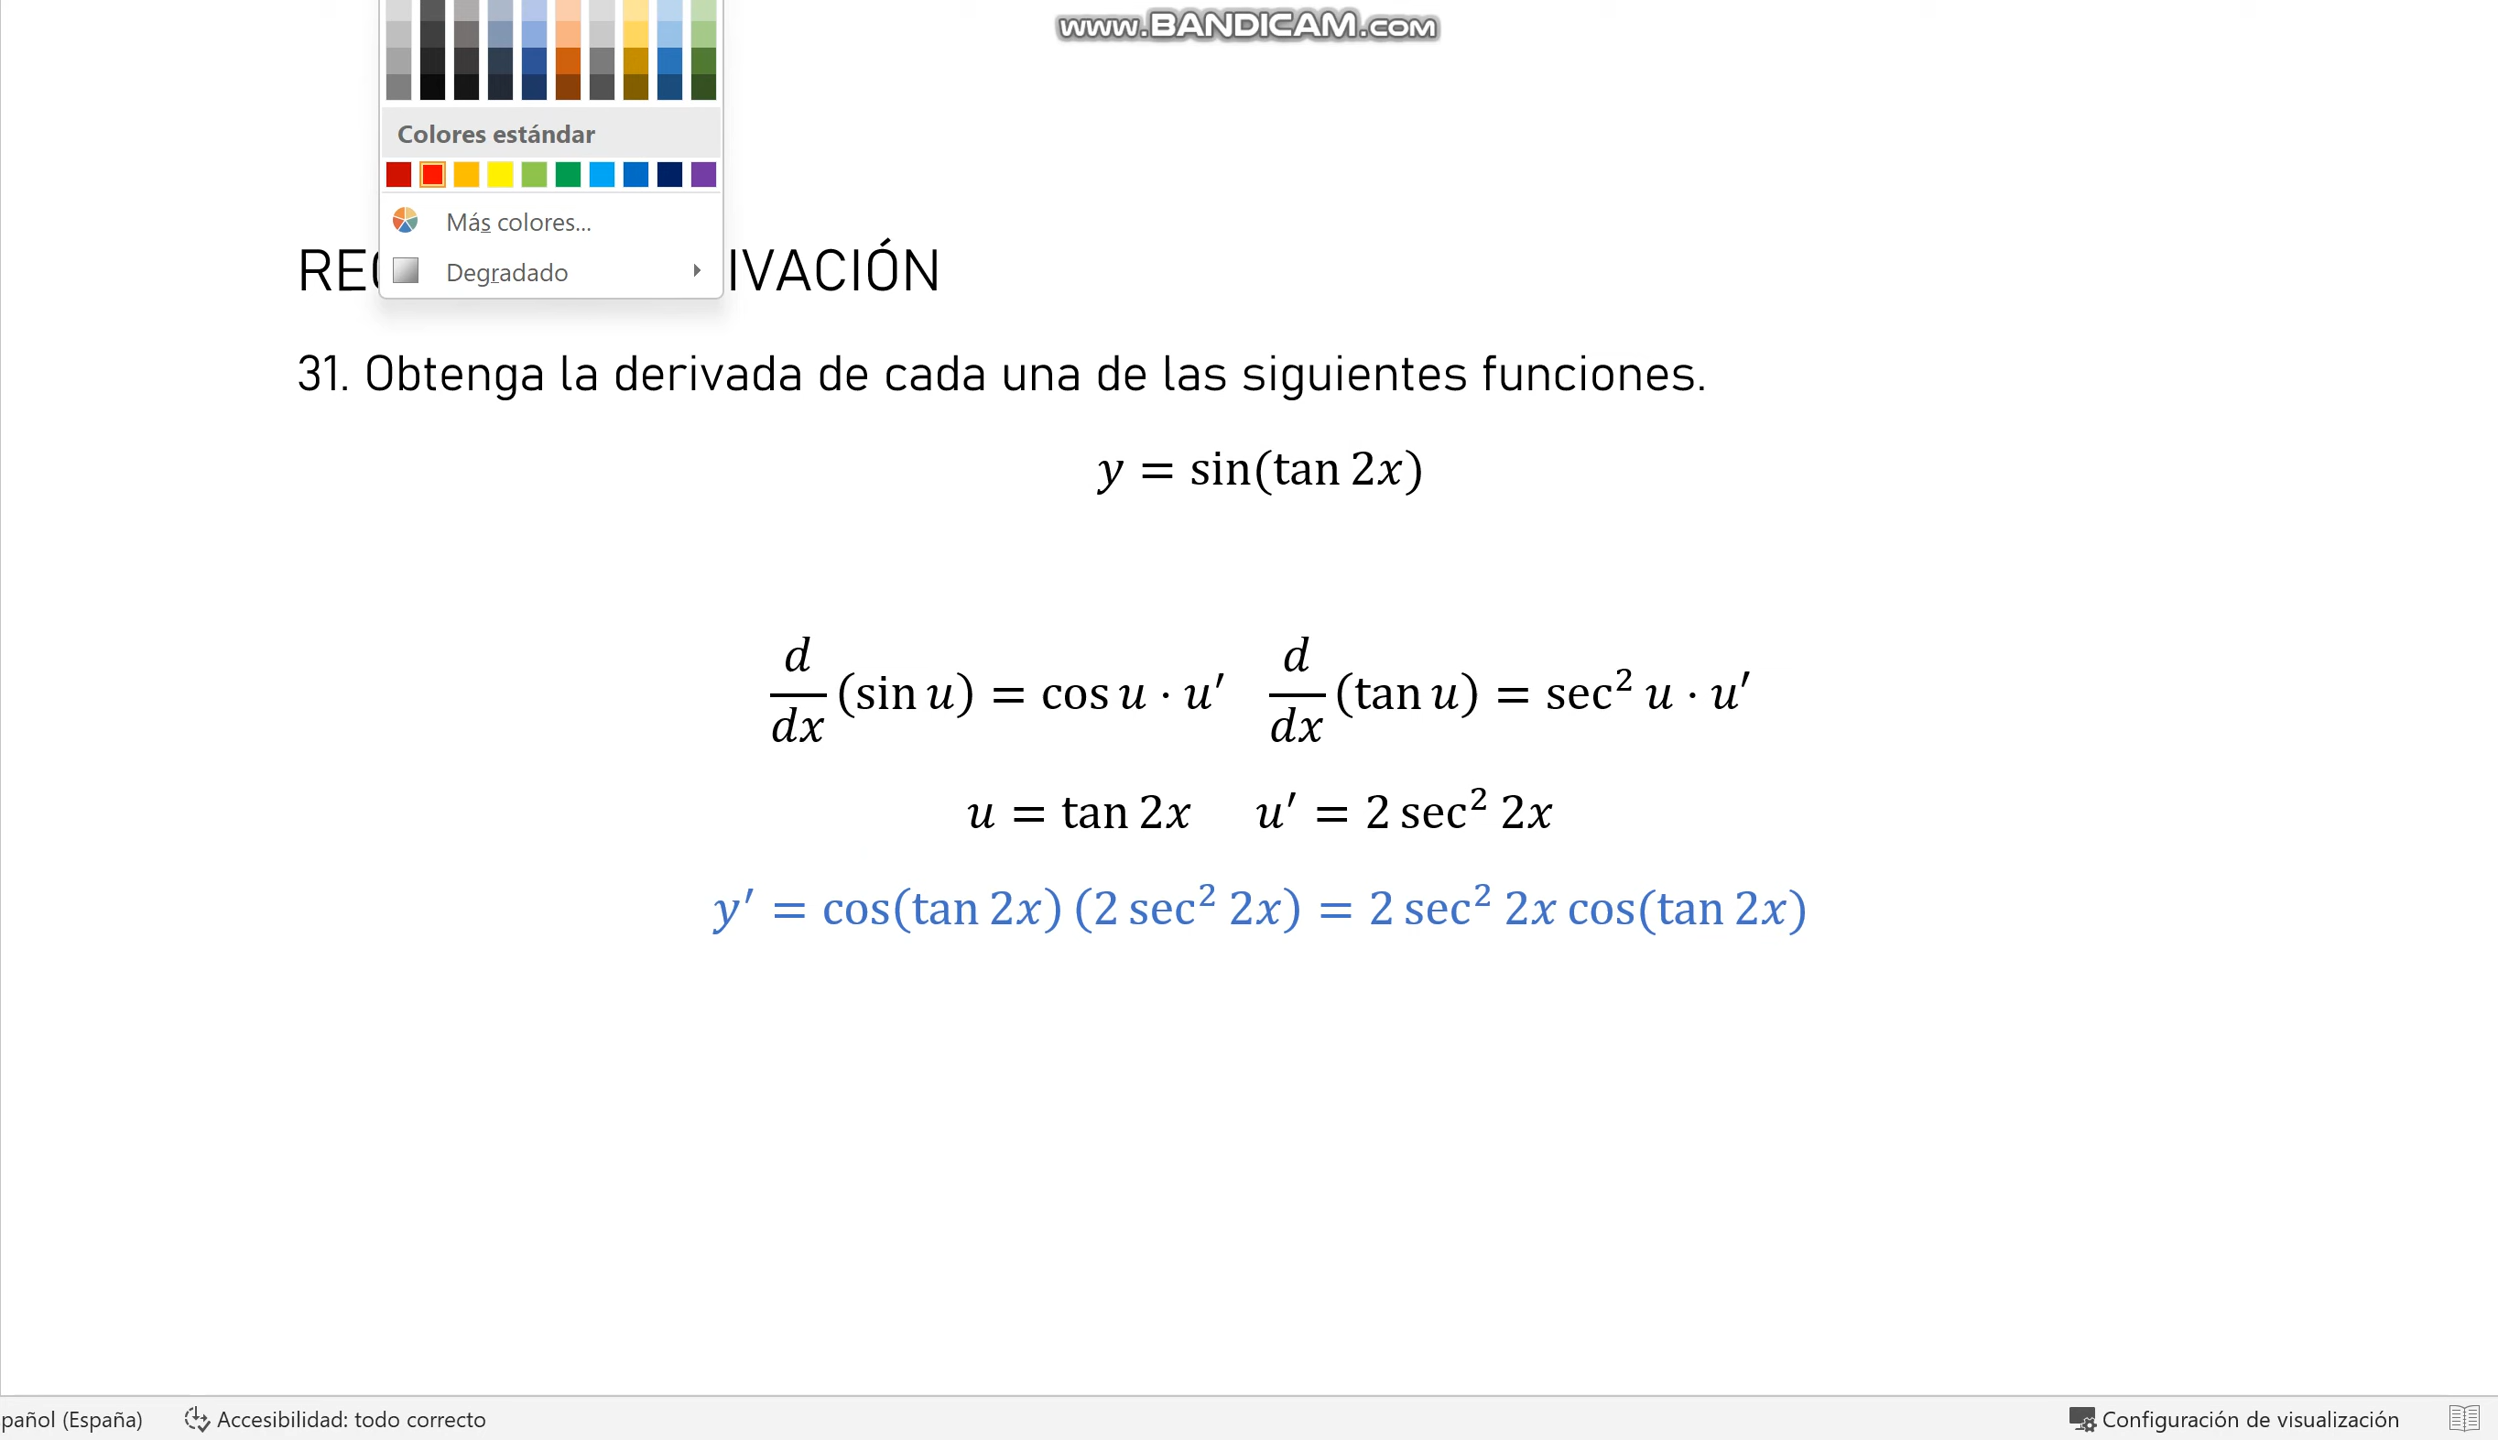 www.BANDICAM.com
Colores estándar
Más colores...
Degradado
RE IVACIÓN
31. Obtenga la derivada de cada una de las siguientes funciones.
y = sin(tan 2x)
d/dx (sin u) = cos u · u′   d/dx (tan u) = sec² u · u′
u = tan 2x   u′ = 2 sec² 2x
y′ = cos(tan 2x) (2 sec² 2x) = 2 sec² 2x cos(tan 2x)
pañol (España) Accesibilidad: todo correcto Configuración de visualización